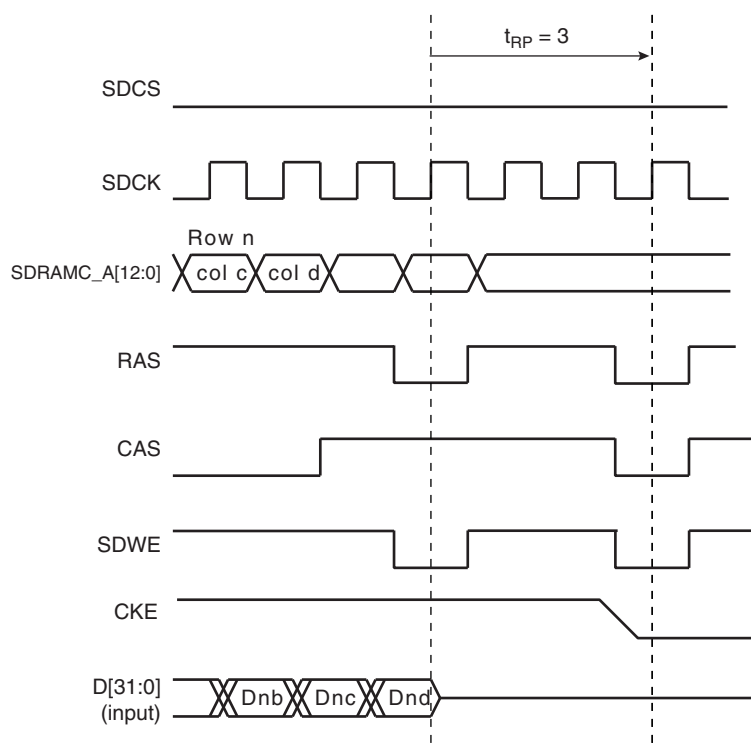 tRP = 3
SDCS
SDCK
Row n
SDRAMC_A[12:0]
col c col d
RAS
CAS
SDWE
CKE
D[31:0]
(input)
Dnb Dnc Dnd